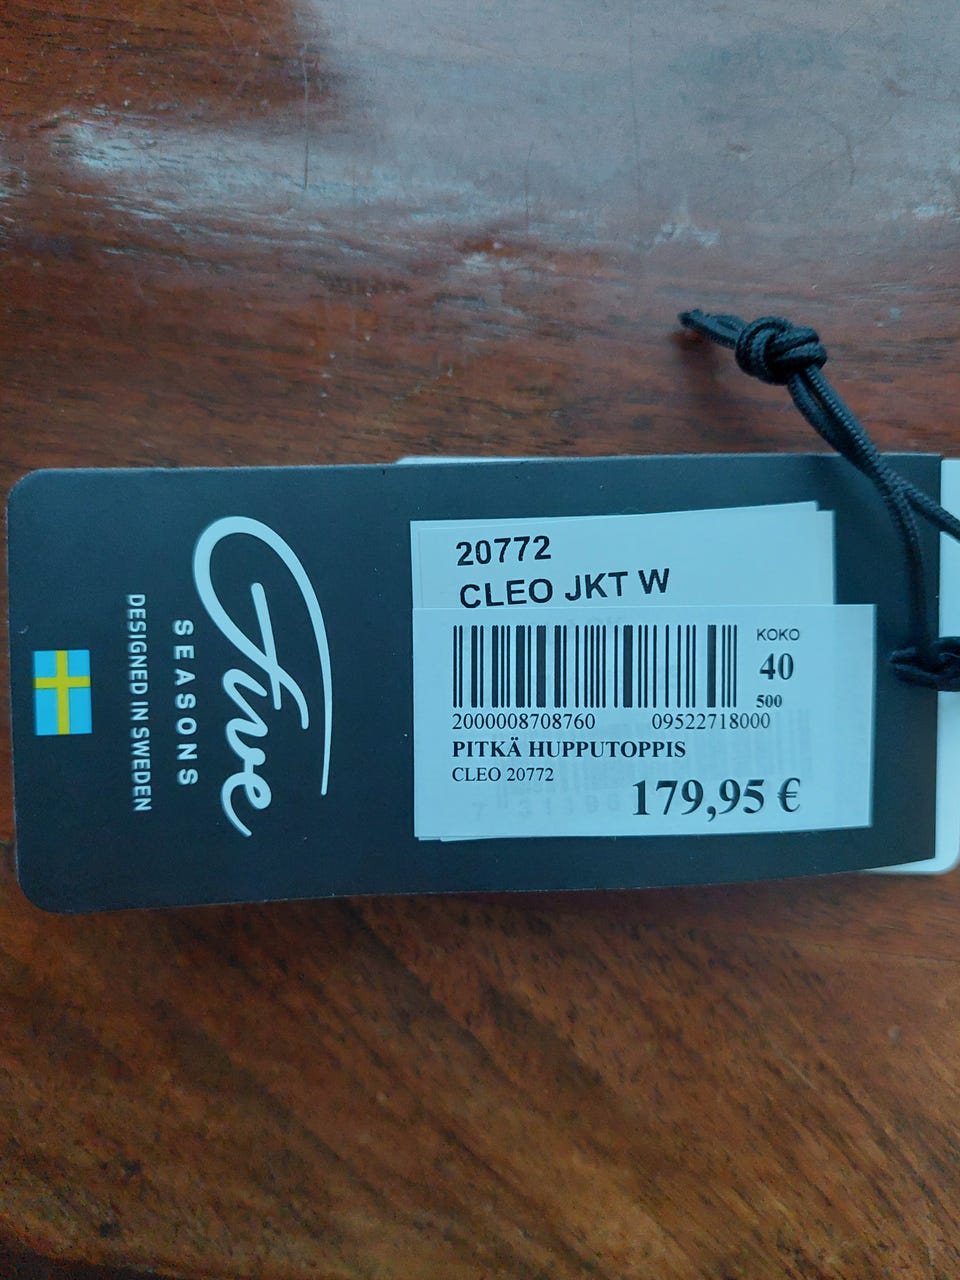 Five
SEASONS
DESIGNED IN SWEDEN
20772
CLEO JKT W
KOKO
40
500
2000008708760 09522718000
PITKÄ HUPPUTOPPIS
CLEO 20772
179,95 €